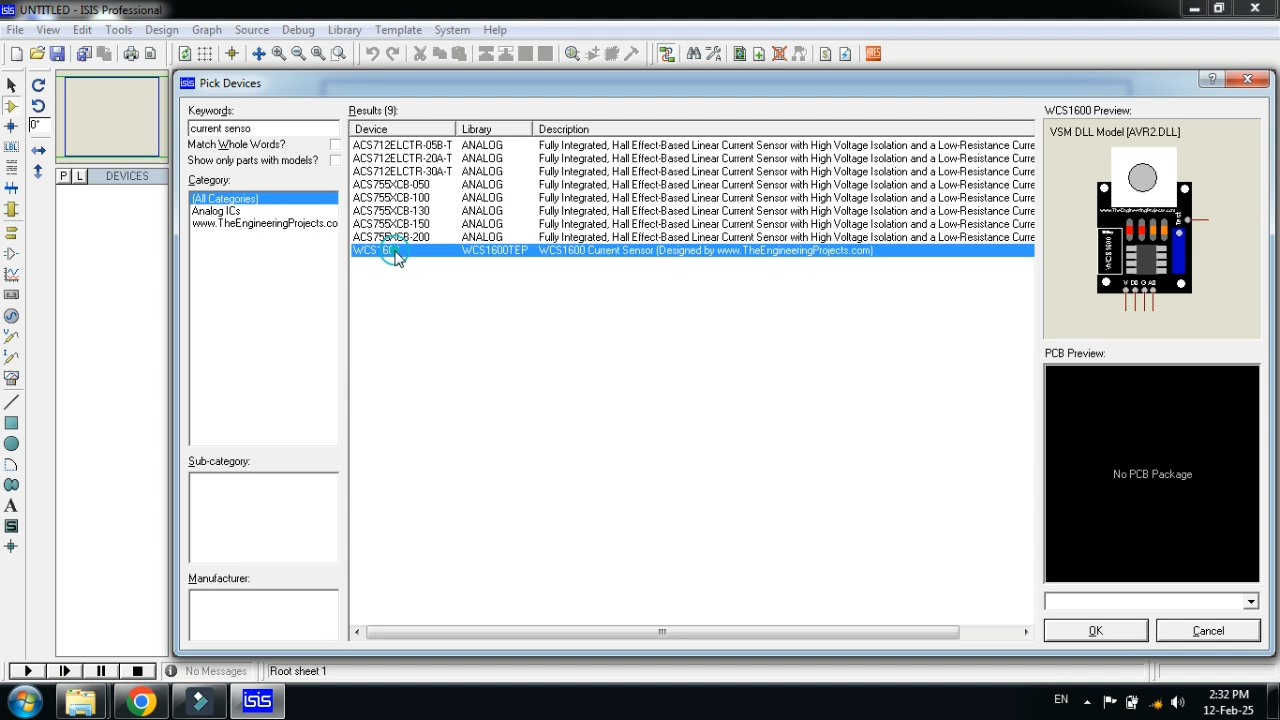 UNTITLED - ISIS Professional
File View Edit Tools Design Graph Source Debug Library Template System Help
Pick Devices
Keywords:
current senso
Match Whole Words?
Show only parts with models?
Category:
(All Categories)
Analog ICs
www.TheEngineeringProjects.co
Sub-category:
Manufacturer:
Results (9):
Device Library Description
ACS712ELCTR-05B-T ANALOG Fully Integrated, Hall Effect-Based Linear Current Sensor with High Voltage Isolation and a Low-Resistance Curre
ACS712ELCTR-20A-T ANALOG Fully Integrated, Hall Effect-Based Linear Current Sensor with High Voltage Isolation and a Low-Resistance Curre
ACS712ELCTR-30A-T ANALOG Fully Integrated, Hall Effect-Based Linear Current Sensor with High Voltage Isolation and a Low-Resistance Curre
ACS755XCB-050 ANALOG Fully Integrated, Hall Effect-Based Linear Current Sensor with High Voltage Isolation and a Low-Resistance Curre
ACS755XCB-100 ANALOG Fully Integrated, Hall Effect-Based Linear Current Sensor with High Voltage Isolation and a Low-Resistance Curre
ACS755XCB-130 ANALOG Fully Integrated, Hall Effect-Based Linear Current Sensor with High Voltage Isolation and a Low-Resistance Curre
ACS755XCB-150 ANALOG Fully Integrated, Hall Effect-Based Linear Current Sensor with High Voltage Isolation and a Low-Resistance Curre
ACS755XCB-200 ANALOG Fully Integrated, Hall Effect-Based Linear Current Sensor with High Voltage Isolation and a Low-Resistance Curre
WCS1600 WCS1600TEP WCS1600 Current Sensor (Designed by www.TheEngineeringProjects.com)
WCS1600 Preview:
VSM DLL Model [AVR2.DLL]
www.TheEngineeringProjects.com
WCS1600
Test
PCB Preview:
No PCB Package
OK Cancel
0°
LBL
P L DEVICES
No Messages Root sheet 1
EN
2:32 PM
12-Feb-25